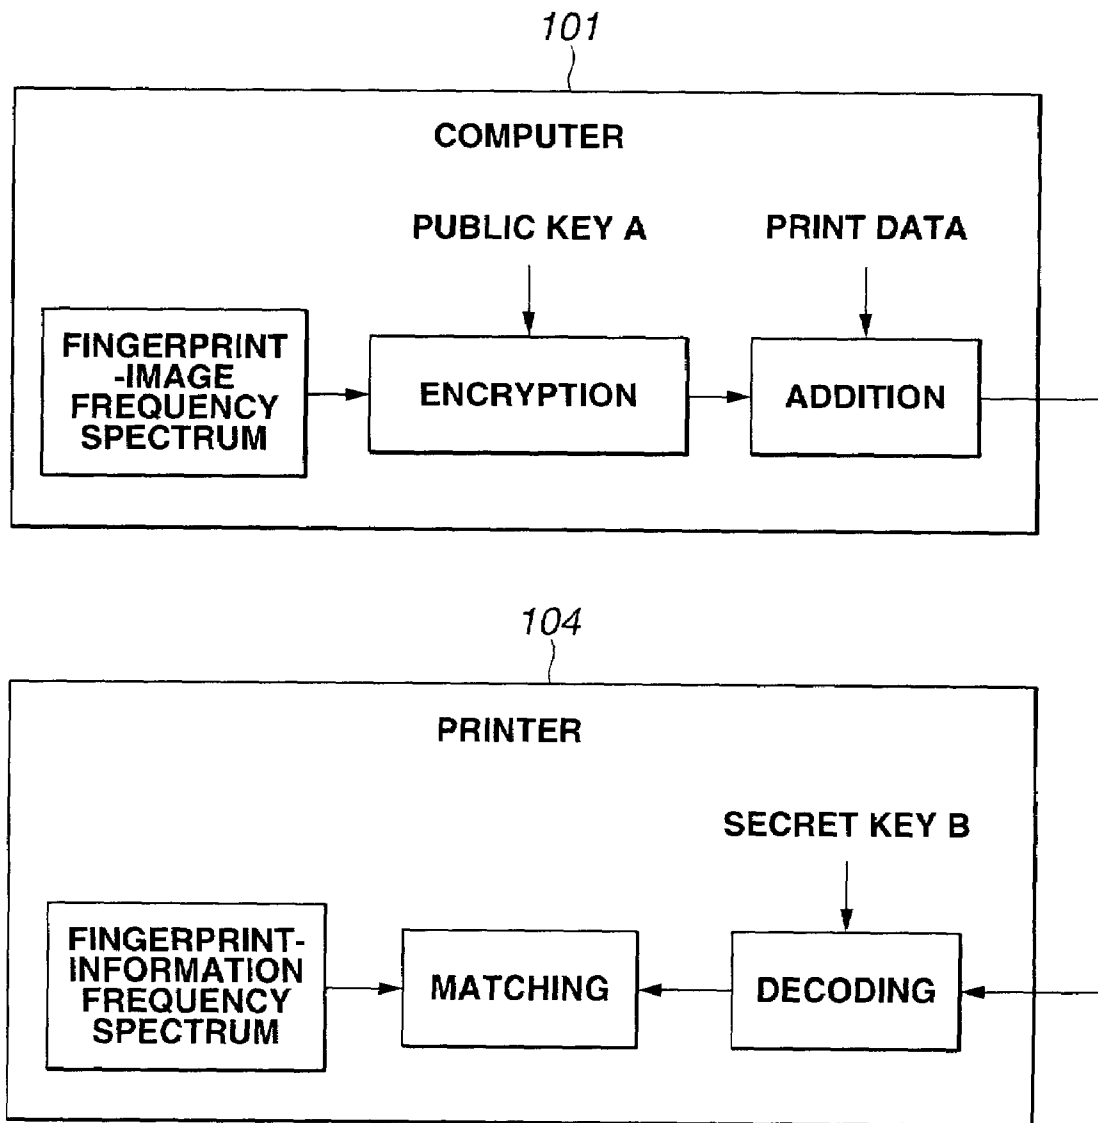 101
COMPUTER
PUBLIC KEY A
PRINT DATA
FINGERPRINT
-IMAGE
FREQUENCY
SPECTRUM
ENCRYPTION
ADDITION
104
PRINTER
SECRET KEY B
FINGERPRINT-
INFORMATION
FREQUENCY
SPECTRUM
MATCHING
DECODING